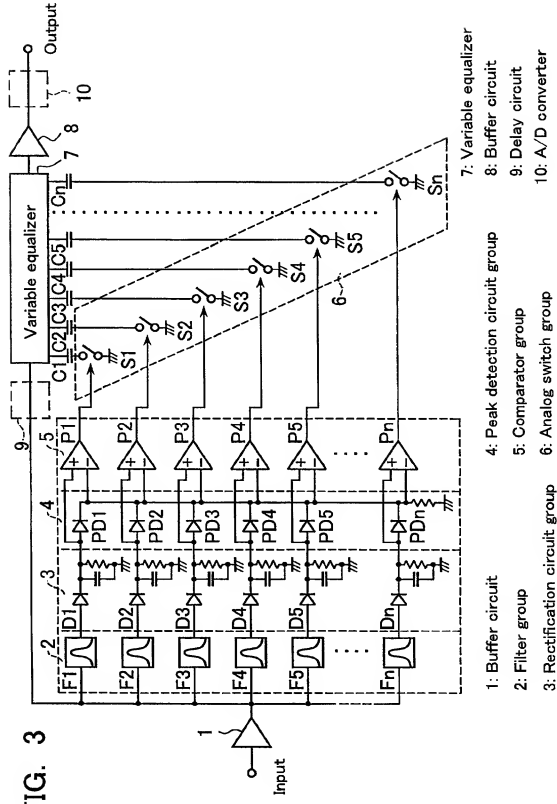 FIG. 3
Input
1
2
F1
F2
F3
F4
F5
Fn
3
D1
D2
D3
D4
D5
Dn
4
PD1
PD2
PD3
PD4
PD5
PDn
5
P1
P2
P3
P4
P5
Pn
+
−
+
−
+
−
+
−
+
−
+
−
9
Variable equalizer
C1
C2
C3
C4
C5
Cn
S1
S2
S3
S4
S5
Sn
6
7
8
10
Output
1: Buffer circuit
2: Filter group
3: Rectification circuit group
4: Peak detection circuit group
5: Comparator group
6: Analog switch group
7: Variable equalizer
8: Buffer circuit
9: Delay circuit
10: A/D converter